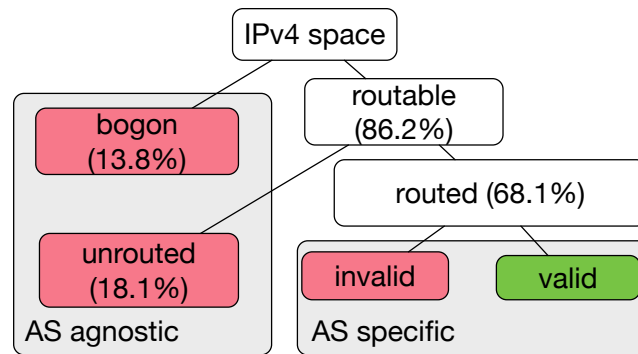 IPv4 space
bogon
(13.8%)
routable
(86.2%)
routed (68.1%)
unrouted
(18.1%)
invalid
valid
AS agnostic
AS specific